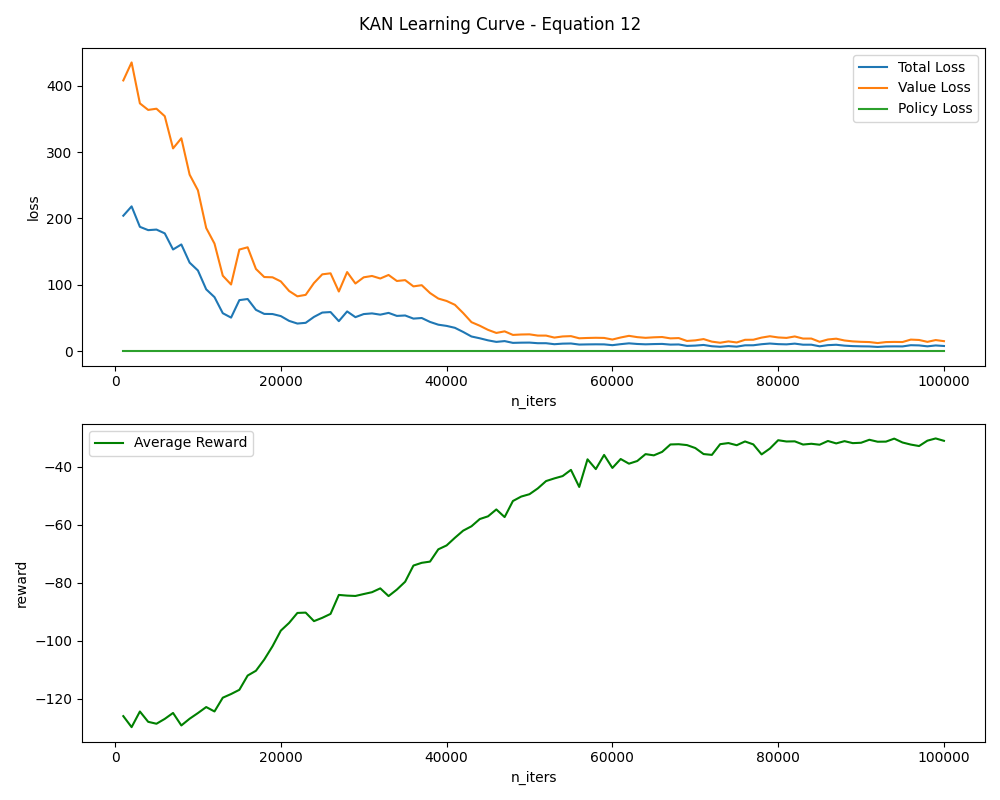 KAN Learning Curve - Equation 12
400
300
200
100
0
loss
Total Loss
Value Loss
Policy Loss
0 20000 40000 60000 80000 100000
n_iters
Average Reward
−40
−60
−80
−100
−120
reward
0 20000 40000 60000 80000 100000
n_iters